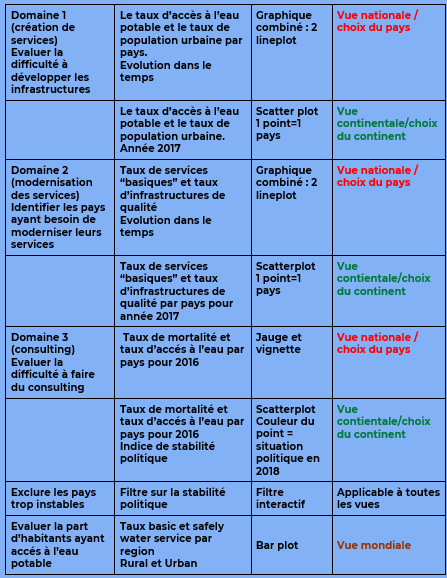 Domaine 1
(création de
services)
Evaluer la
difficulté à
développer les
infrastructures
Le taux d'accès à l'eau
potable et le taux de
population urbaine par
pays.
Evolution dans le
temps
Graphique
combiné : 2
lineplot
Vue nationale /
choix du pays
Le taux d'accès à l'eau
potable et le taux de
population urbaine.
Année 2017
Scatter plot
1 point=1
pays
Vue
continentale/choix
du continent
Domaine 2
(modernisation
des services)
Identifier les pays
ayant besoin de
moderniser leurs
services
Taux de services
"basiques" et taux
d'infrastructures de
qualité
Evolution dans le
temps
Graphique
combiné : 2
lineplot
Vue nationale /
choix du pays
Taux de services
"basiques" et taux
d'infrastructures de
qualité par pays pour
année 2017
Scatterplot
1 point=1
pays
Vue
contientale/choix
du continent
Domaine 3
(consulting)
Evaluer la
difficulté à faire
du consulting
Taux de mortalité et
taux d'accés à l'eau par
pays pour 2016
Jauge et
vignette
Vue nationale /
choix du pays
Taux de mortalité et
taux d'accés à l'eau par
pays pour 2016
Indice de stabilité
politique
Scatterplot
Couleur du
point =
situation
politique en
2018
Vue
contientale/choix
du continent
Exclure les pays
trop instables
Filtre sur la stabilité
politique
Filtre
interactif
Applicable à toutes
les vues
Evaluer la part
d'habitants ayant
accés à l'eau
potable
Taux basic et safely
water service par
region
Rural et Urban
Bar plot
Vue mondiale